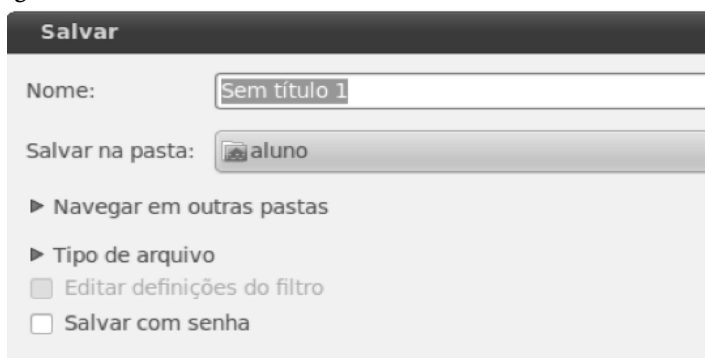 Salvar
Nome: Sem título 1
Salvar na pasta: aluno
Navegar em outras pastas
Tipo de arquivo
Editar definições do filtro
Salvar com senha